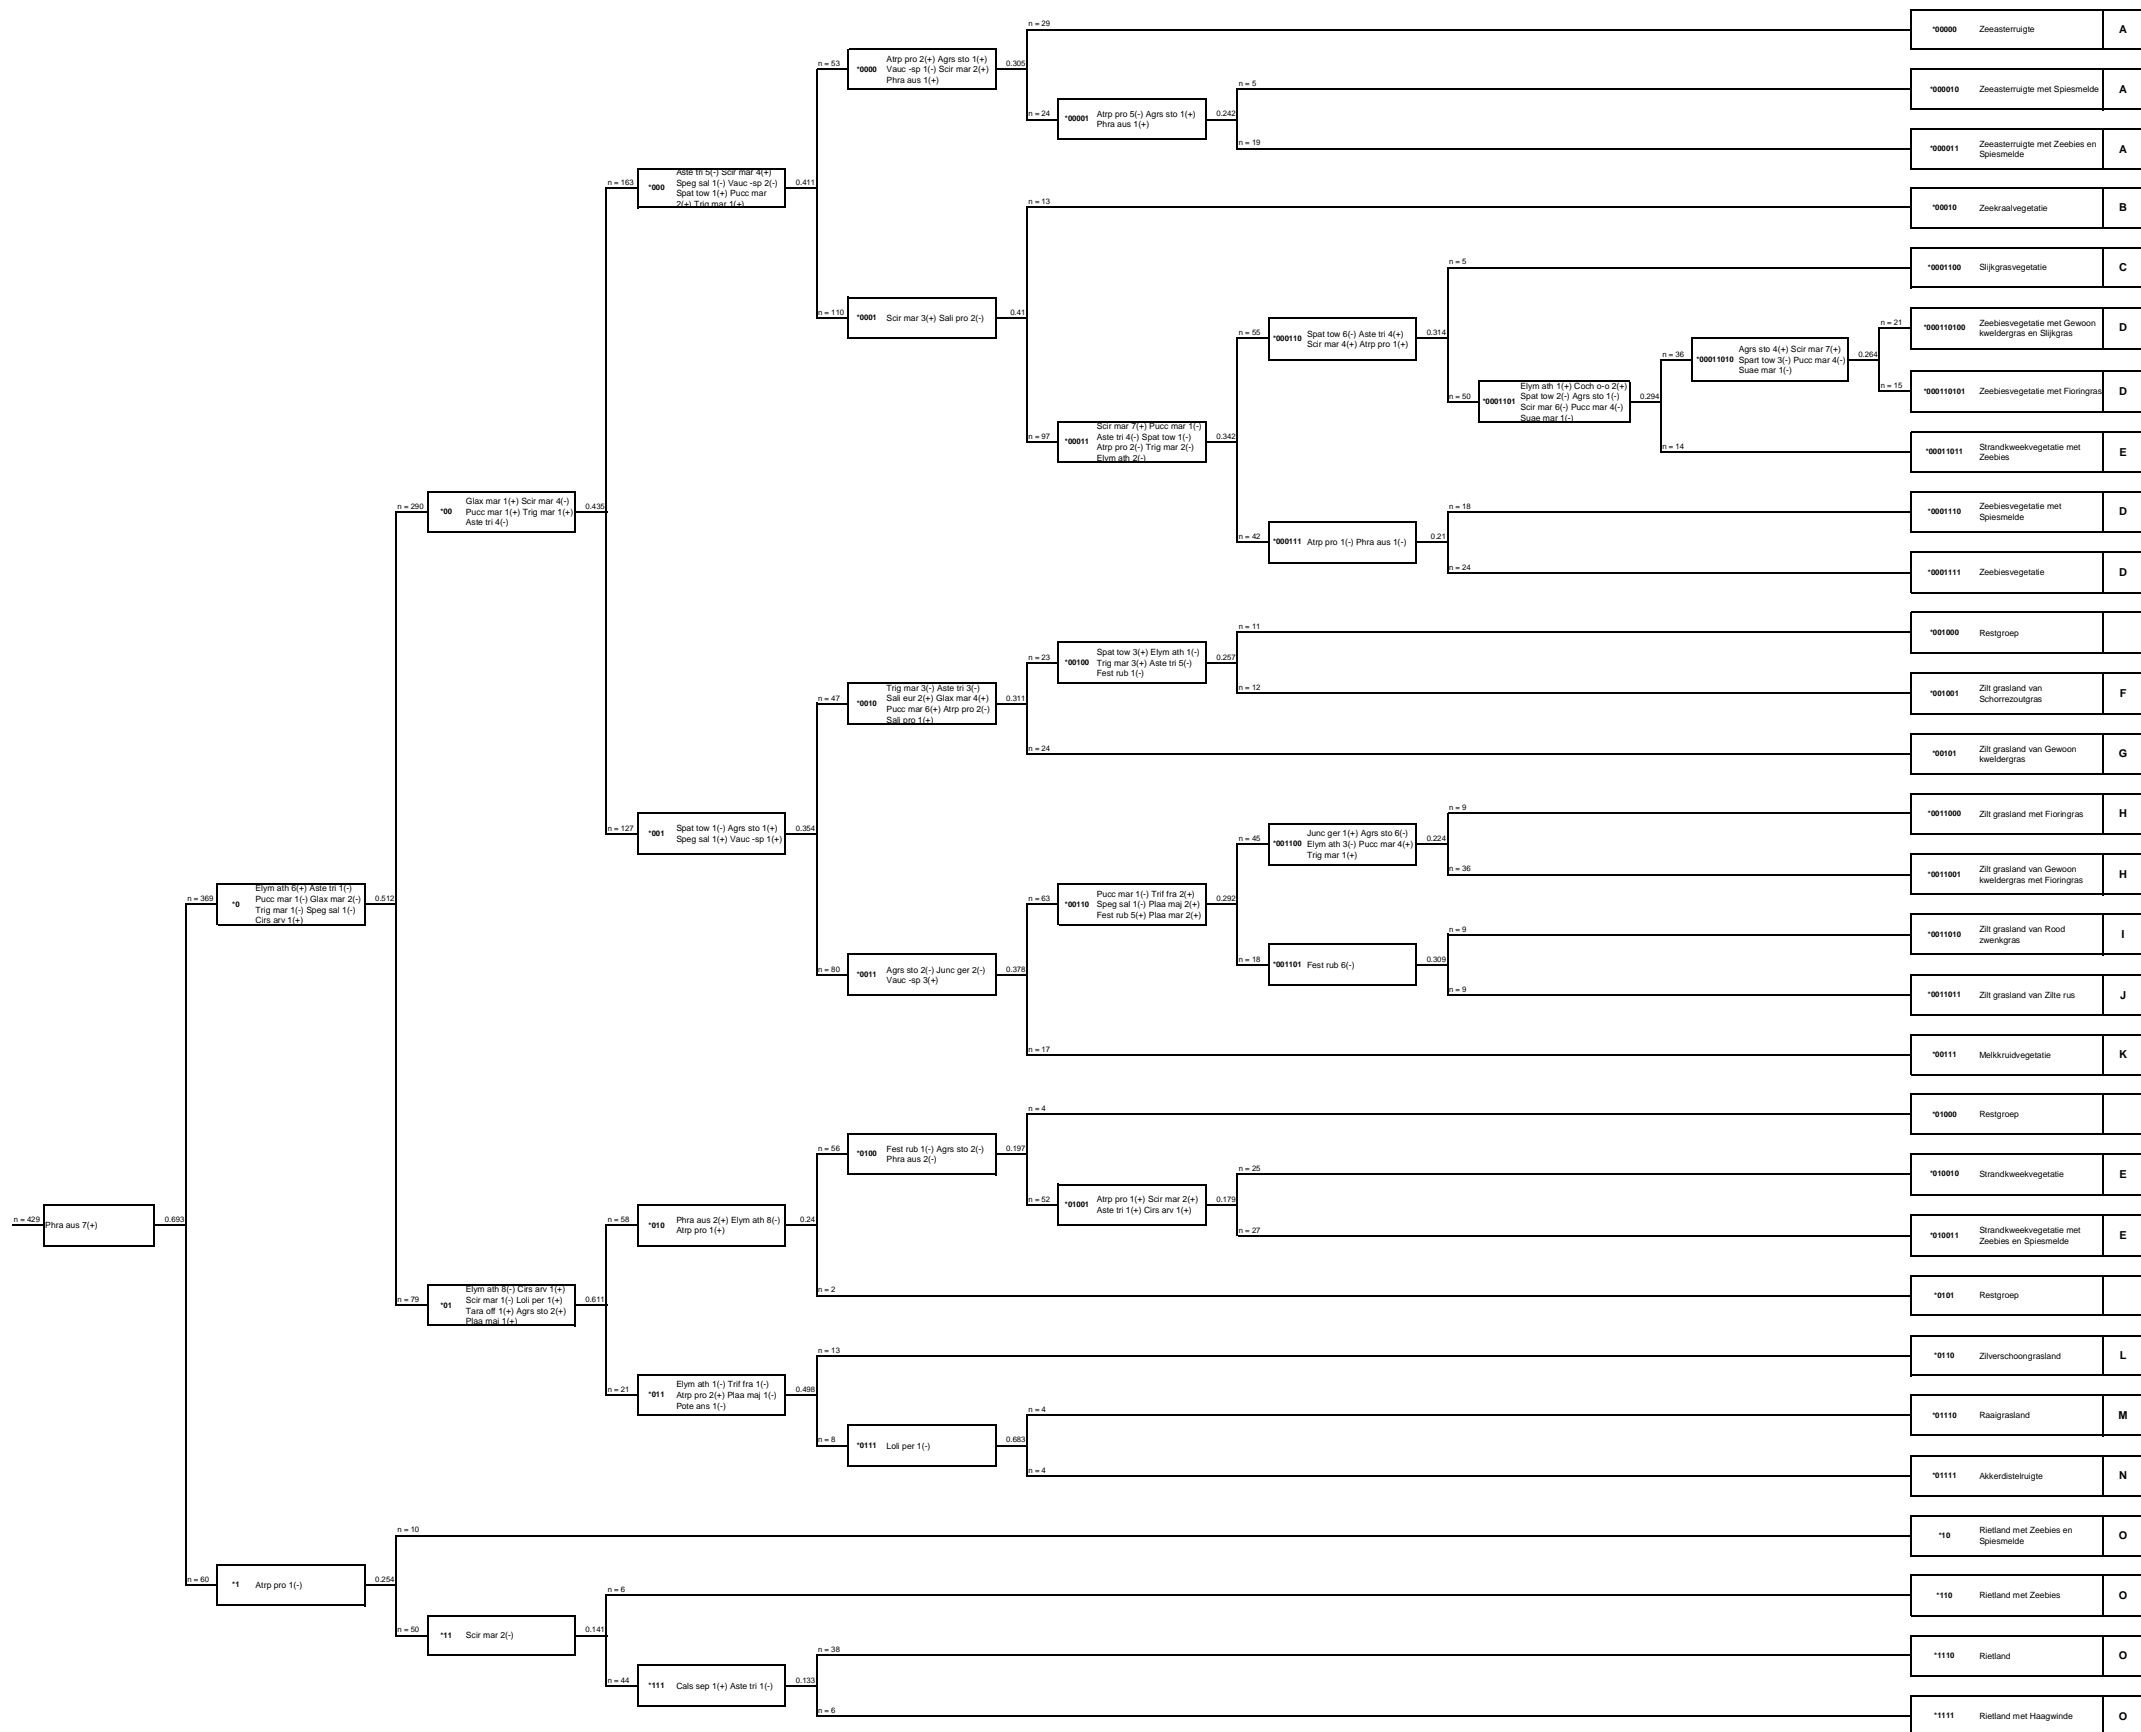 n = 429
Phra aus 7(+)
0.693
n = 369
*0
Elym ath 6(+) Aste tri 1(-)
Pucc mar 1(-) Glax mar 2(-)
Trig mar 1(-) Speg sal 1(-)
Cirs arv 1(+)
0.512
n = 290
*00
Glax mar 1(+) Scir mar 4(-)
Pucc mar 1(+) Trig mar 1(+)
Aste tri 4(-)
0.435
n = 163
*000
Aste tri 5(-) Scir mar 4(+)
Speg sal 1(-) Vauc -sp 2(-)
Spat tow 1(+) Pucc mar
2(+) Trig mar 1(+)
0.411
n = 53
*0000
Atrp pro 2(+) Agrs sto 1(+)
Vauc -sp 1(-) Scir mar 2(+)
Phra aus 1(+)
0.305
n = 29
*00000 Zeeasterruigte A
n = 24
*00001
Atrp pro 5(-) Agrs sto 1(+)
Phra aus 1(+)
0.242
n = 5
*000010 Zeeasterruigte met Spiesmelde A
n = 19
*000011 Zeeasterruigte met Zeebies en
Spiesmelde
A
n = 110
*0001 Scir mar 3(+) Sali pro 2(-)
0.41
n = 13
*00010 Zeekraalvegetatie B
n = 97
*00011
Scir mar 7(+) Pucc mar 1(-)
Aste tri 4(-) Spat tow 1(-)
Atrp pro 2(-) Trig mar 2(-)
Elym ath 2(-)
0.342
n = 55
*000110
Spat tow 6(-) Aste tri 4(+)
Scir mar 4(+) Atrp pro 1(+)
0.314
n = 5
*0001100 Slijkgrasvegetatie C
n = 50
*0001101
Elym ath 1(+) Coch o-o 2(+)
Spat tow 2(-) Agrs sto 1(-)
Scir mar 6(-) Pucc mar 4(-)
Suae mar 1(-)
0.294
n = 36
*00011010
Agrs sto 4(+) Scir mar 7(+)
Spart tow 3(-) Pucc mar 4(-)
Suae mar 1(-)
0.264
n = 21
*000110100 Zeebiesvegetatie met Gewoon
kweldergras en Slijkgras
D
n = 15
*000110101 Zeebiesvegetatie met Fioringras D
n = 14
*00011011 Strandkweekvegetatie met
Zeebies
E
n = 42
*000111 Atrp pro 1(-) Phra aus 1(-)
0.21
n = 18
*0001110 Zeebiesvegetatie met
Spiesmelde
D
n = 24
*0001111 Zeebiesvegetatie D
n = 127
*001
Spat tow 1(-) Agrs sto 1(+)
Speg sal 1(+) Vauc -sp 1(+)
0.354
n = 47
*0010
Trig mar 3(-) Aste tri 3(-)
Sali eur 2(+) Glax mar 4(+)
Pucc mar 6(+) Atrp pro 2(-)
Sali pro 1(+)
0.311
n = 23
*00100
Spat tow 3(+) Elym ath 1(-)
Trig mar 3(+) Aste tri 5(-)
Fest rub 1(-)
0.257
n = 11
*001000 Restgroep
n = 12
*001001 Zilt grasland van
Schorrezoutgras
F
n = 24
*00101 Zilt grasland van Gewoon
kweldergras
G
n = 80
*0011
Agrs sto 2(-) Junc ger 2(-)
Vauc -sp 3(+)
0.378
n = 63
*00110
Pucc mar 1(-) Trif fra 2(+)
Speg sal 1(-) Plaa maj 2(+)
Fest rub 5(+) Plaa mar 2(+)
0.292
n = 45
*001100
Junc ger 1(+) Agrs sto 6(-)
Elym ath 3(-) Pucc mar 4(+)
Trig mar 1(+)
0.224
n = 9
*0011000 Zilt grasland met Fioringras H
n = 36
*0011001 Zilt grasland van Gewoon
kweldergras met Fioringras
H
n = 18
*001101 Fest rub 6(-)
0.309
n = 9
*0011010 Zilt grasland van Rood
zwenkgras
I
n = 9
*0011011 Zilt grasland van Zilte rus J
n = 17
*00111 Melkkruidvegetatie K
n = 79
*01
Elym ath 8(-) Cirs arv 1(+)
Scir mar 1(-) Loli per 1(+)
Tara off 1(+) Agrs sto 2(+)
Plaa maj 1(+)
0.611
n = 58
*010
Phra aus 2(+) Elym ath 8(-)
Atrp pro 1(+)
0.24
n = 56
*0100
Fest rub 1(-) Agrs sto 2(-)
Phra aus 2(-)
0.197
n = 4
*01000 Restgroep
n = 52
*01001
Atrp pro 1(+) Scir mar 2(+)
Aste tri 1(+) Cirs arv 1(+)
0.179
n = 25
*010010 Strandkweekvegetatie E
n = 27
*010011 Strandkweekvegetatie met
Zeebies en Spiesmelde
E
n = 2
*0101 Restgroep
n = 21
*011
Elym ath 1(-) Trif fra 1(-)
Atrp pro 2(+) Plaa maj 1(-)
Pote ans 1(-)
0.498
n = 13
*0110 Zilverschoongrasland L
n = 8
*0111 Loli per 1(-)
0.683
n = 4
*01110 Raaigrasland M
n = 4
*01111 Akkerdistelruigte N
n = 60
*1 Atrp pro 1(-)
0.254
n = 10
*10 Rietland met Zeebies en
Spiesmelde
O
n = 50
*11 Scir mar 2(-)
0.141
n = 6
*110 Rietland met Zeebies O
n = 44
*111 Cals sep 1(+) Aste tri 1(-)
0.133
n = 38
*1110 Rietland O
n = 6
*1111 Rietland met Haagwinde O